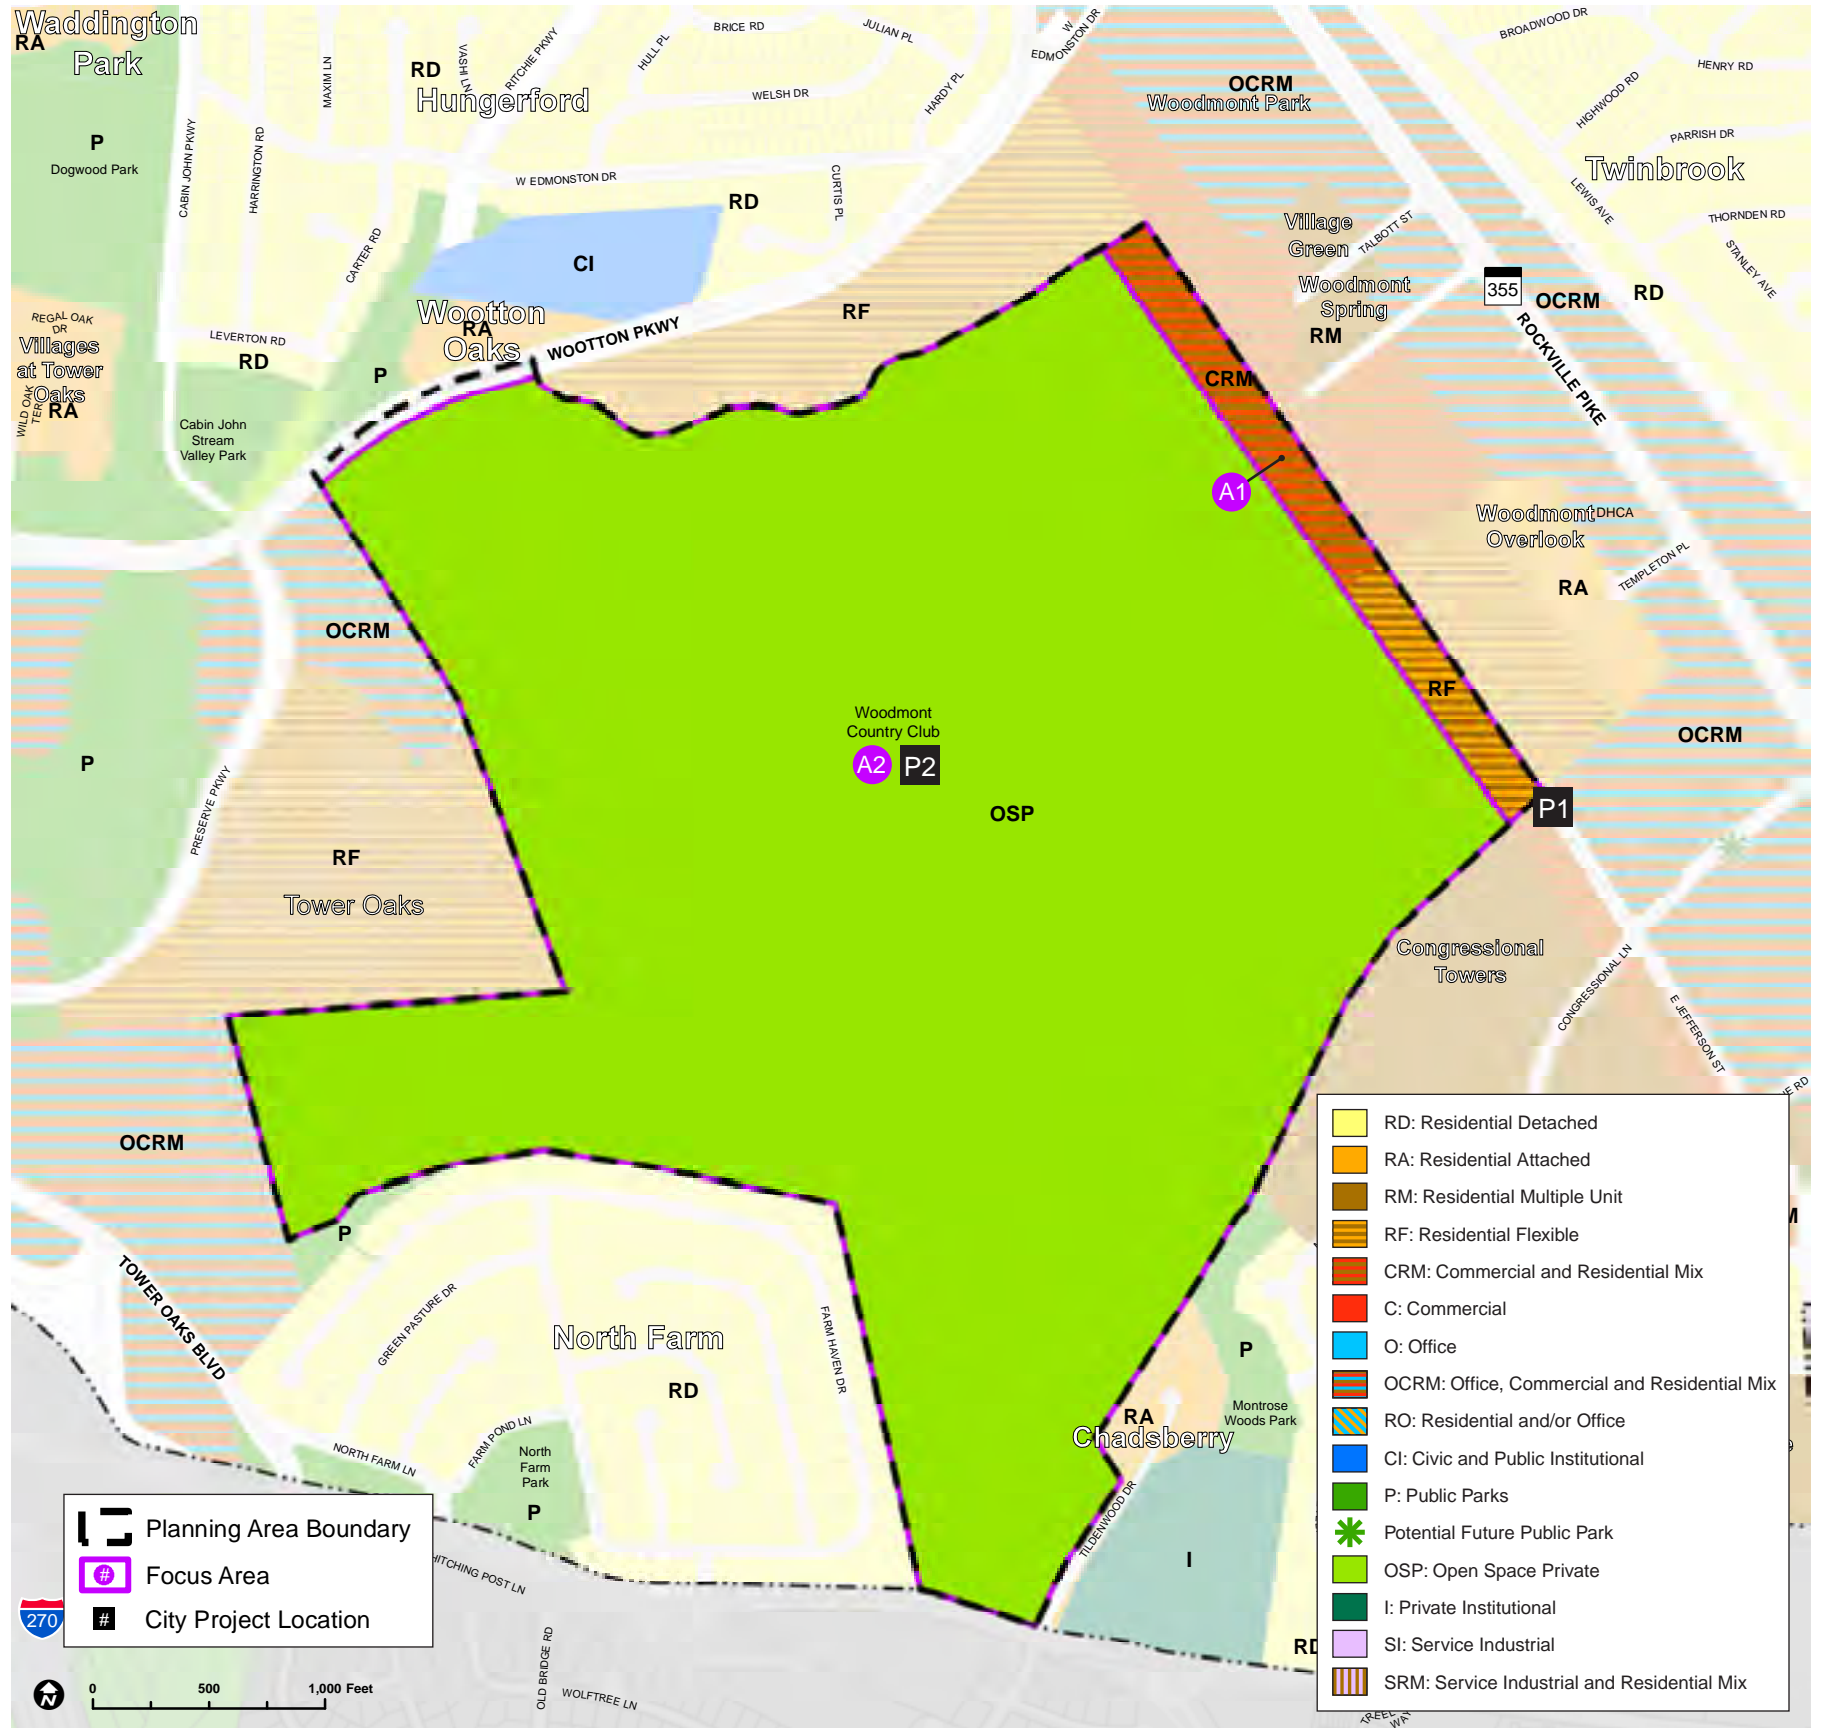 Waddington
Park
RA
P
Dogwood Park
CABIN JOHN PKWY
HARRINGTON RD
MAXIM LN
VASHI LN
RITCHIE PKWY
RD
Hungerford
HULL PL
BRICE RD
JULIAN PL
WELSH DR
HARDY PL
W EDMONSTON DR
W
EDMONSTON DR
CURTIS PL
RD
CARTER RD
CI
OCRM
Woodmont Park
BROADWOOD DR
HENRY RD
HIGHWOOD RD
PARRISH DR
Twinbrook
LEWIS AVE
THORNDEN RD
STANLEY AVE
Village
Green
TALBOTT ST
Woodmont
Spring
RM
355
OCRM
RD
ROCKVILLE PIKE
REGAL OAK
DR
Villages
at Tower
Oaks
WILD OAK
TER
RA
LEVERTON RD
RD
P
Wootton
RA
Oaks
WOOTTON PKWY
RF
Cabin John
Stream
Valley Park
CRM
A1
Woodmont
Overlook
DHCA
TEMPLETON PL
RA
OCRM
RF
OCRM
P
PRESERVE PKWY
RF
Tower Oaks
Woodmont
Country Club
A2
P2
OSP
P1
Congressional
Towers
CONGRESSIONAL LN
E JEFFERSON ST
OCRM
P
TOWER OAKS BLVD
GREEN PASTURE DR
North Farm
RD
FARM HAVEN DR
FARM POND LN
NORTH FARM LN
North
Farm
Park
P
HITCHING POST LN
OLD BRIDGE RD
WOLFTREE LN
RA
Chadsberry
TILDENWOOD DR
P
Montrose
Woods Park
I
RD
RD: Residential Detached
RA: Residential Attached
RM: Residential Multiple Unit
RF: Residential Flexible
CRM: Commercial and Residential Mix
C: Commercial
O: Office
OCRM: Office, Commercial and Residential Mix
RO: Residential and/or Office
CI: Civic and Public Institutional
P: Public Parks
Potential Future Public Park
OSP: Open Space Private
I: Private Institutional
SI: Service Industrial
SRM: Service Industrial and Residential Mix
Planning Area Boundary
# Focus Area
# City Project Location
270
N
0 500 1,000 Feet
WAY